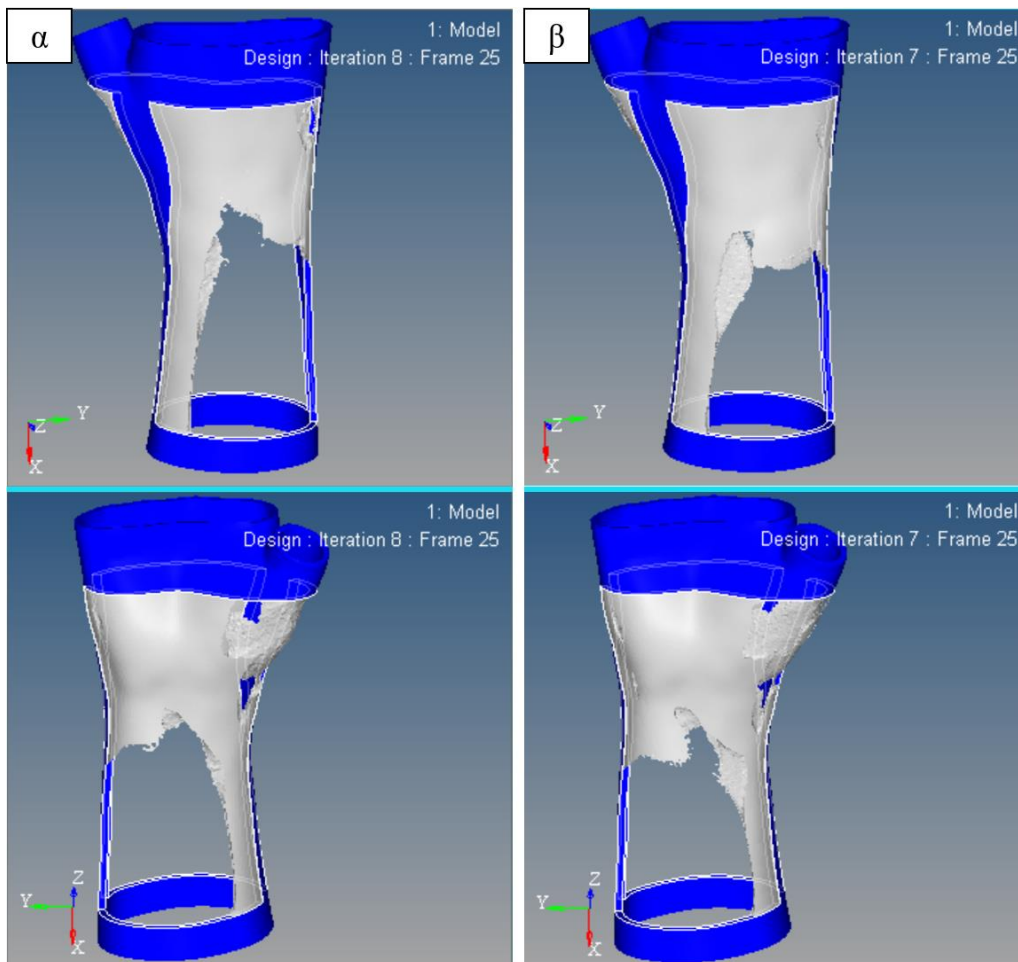 α
1: Model
Design : Iteration 8 : Frame 25
Z Y
X
β
1: Model
Design : Iteration 7 : Frame 25
Z Y
X
1: Model
Design : Iteration 8 : Frame 25
Z
Y
X
1: Model
Design : Iteration 7 : Frame 25
Z
Y
X